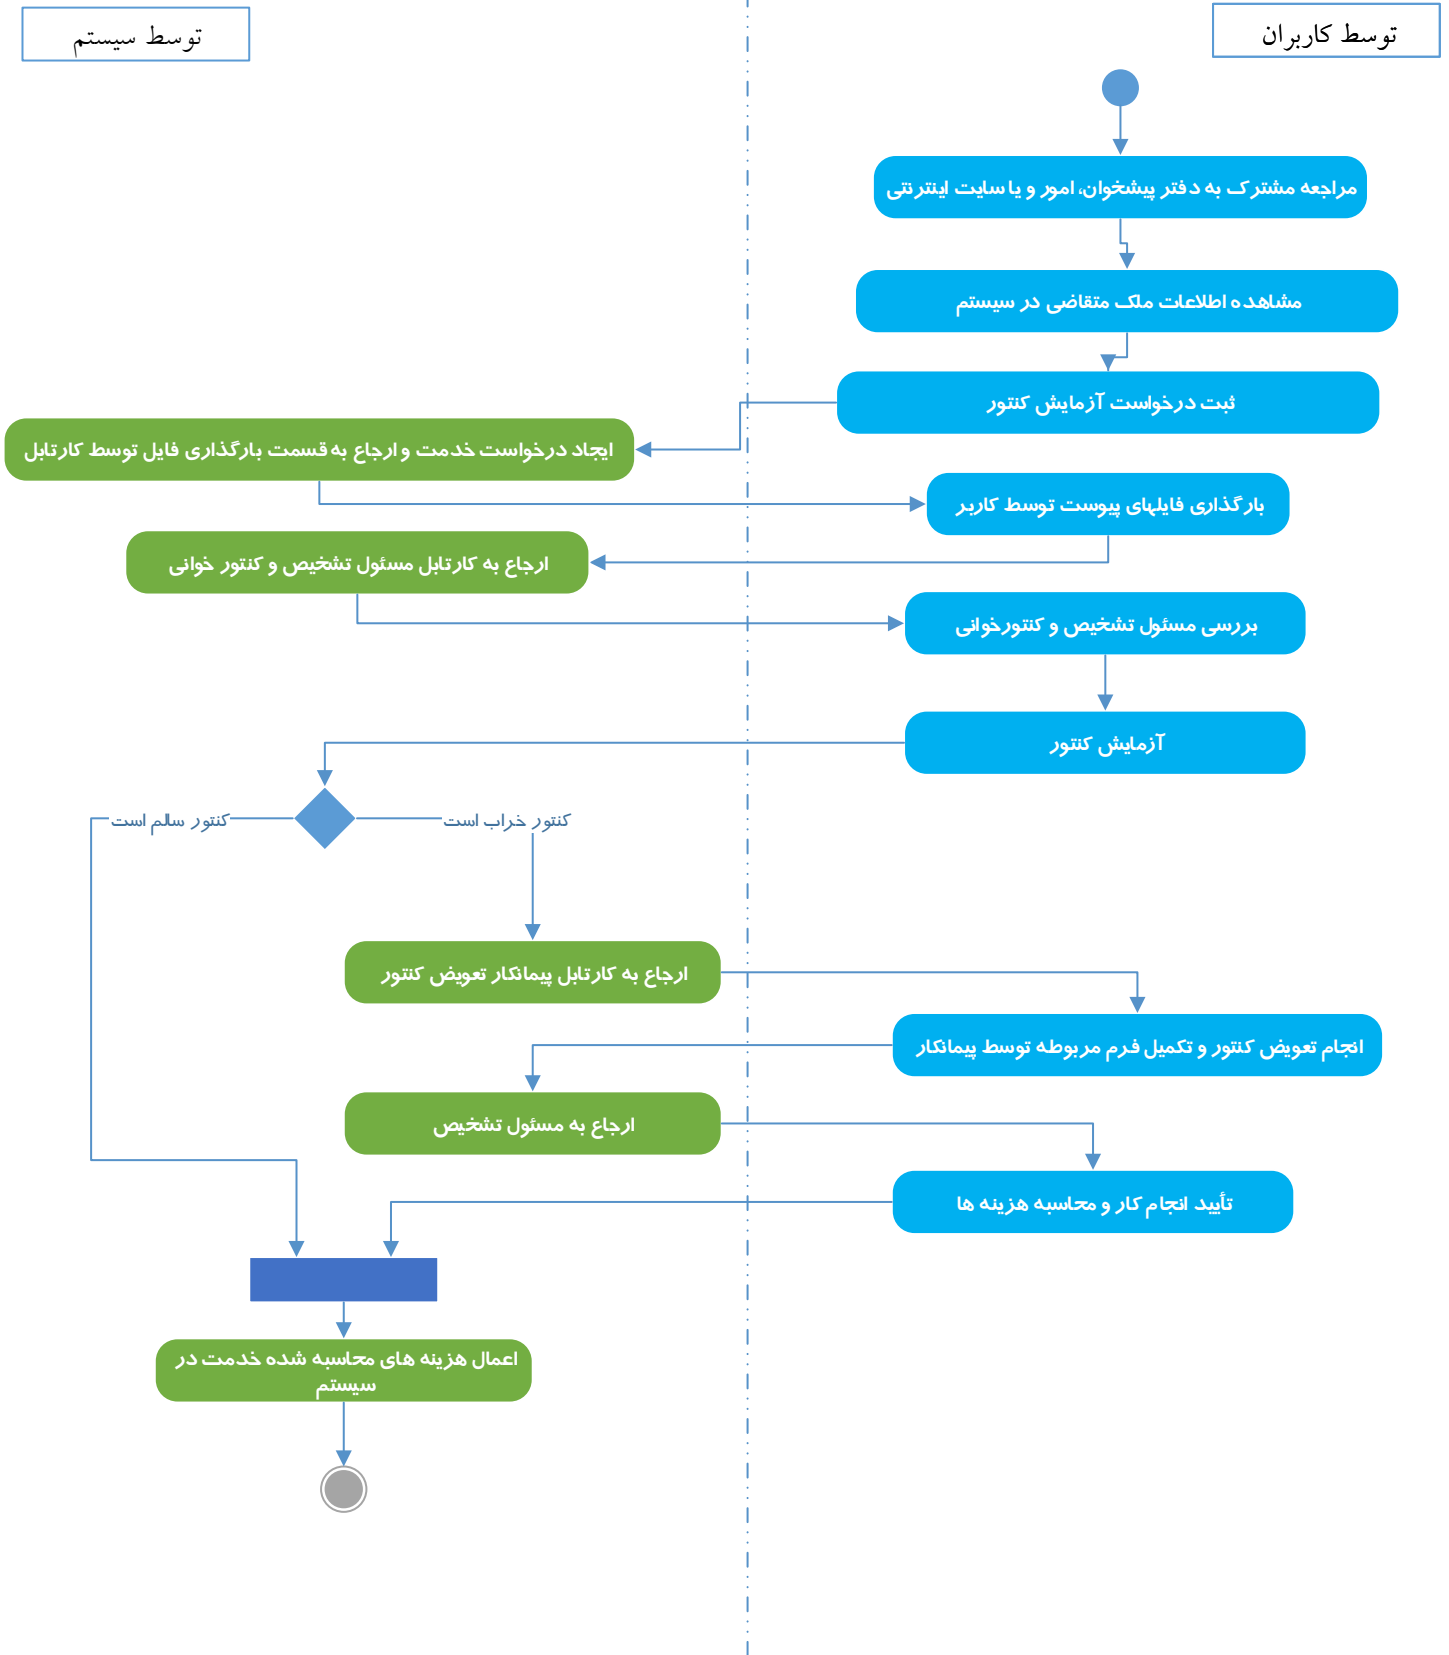 توسط کاربران
توسط سیستم
مراجعه مشترک به دفتر پیشخوان، امور و یا سایت اینترنتی
مشاهده اطلاعات ملک متقاضی در سیستم
ثبت درخواست آزمایش کنتور
ایجاد درخواست خدمت و ارجاع به قسمت بارگذاری فایل توسط کارتابل
بارگذاری فایلهای پیوست توسط کاربر
ارجاع به کارتابل مسئول تشخیص و کنتور خوانی
بررسی مسئول تشخیص و کنتورخوانی
آزمایش کنتور
کنتور خراب است
کنتور سالم است
ارجاع به کارتابل پیمانکار تعویض کنتور
انجام تعویض کنتور و تکمیل فرم مربوطه توسط پیمانکار
ارجاع به مسئول تشخیص
تأیید انجام کار و محاسبه هزینه ها
اعمال هزینه های محاسبه شده خدمت در
سیستم